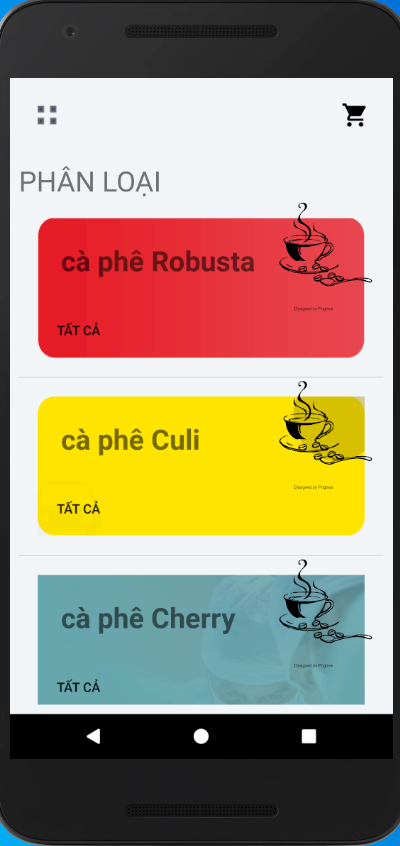 PHÂN LOẠI
cà phê Robusta
Designed by Pngtree
TẤT CẢ
cà phê Culi
Designed by Pngtree
TẤT CẢ
cà phê Cherry
Designed by Pngtree
TẤT CẢ